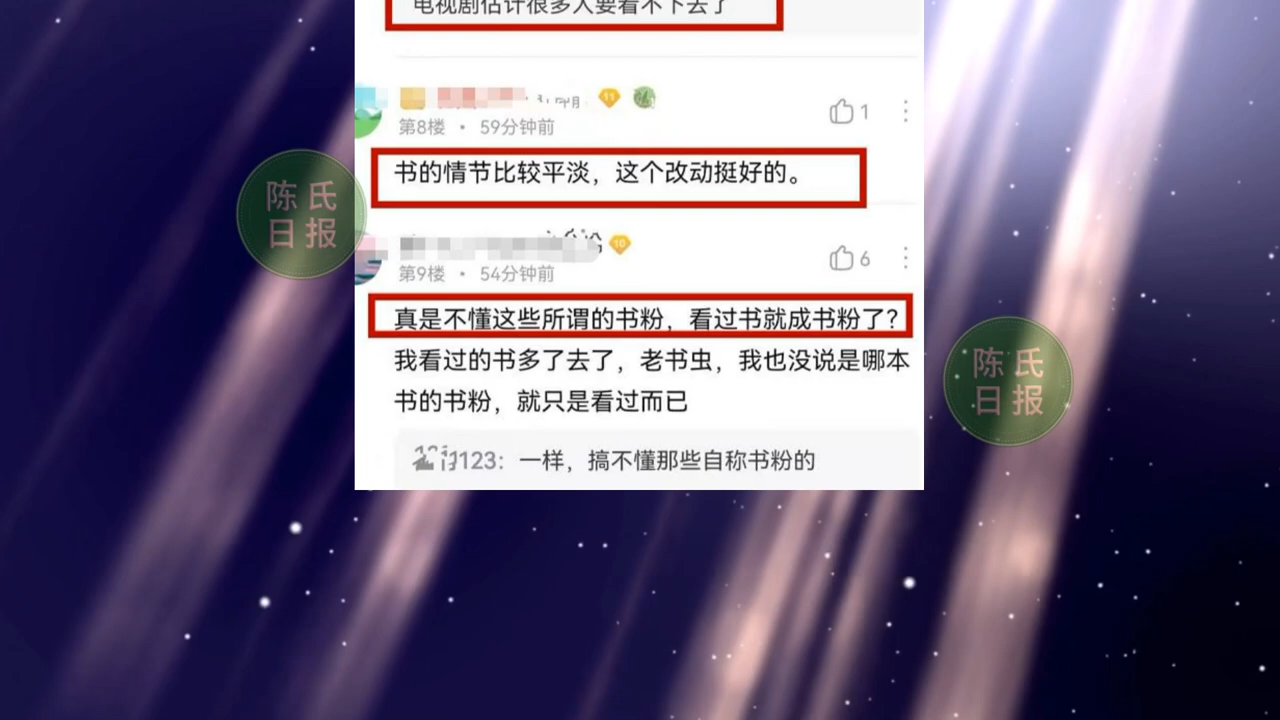 电视剧估计很多人要看不下去了
11
第8楼 · 59分钟前
1
书的情节比较平淡，这个改动挺好的。
陈氏
日报
10
第9楼 · 54分钟前
6
真是不懂这些所谓的书粉，看过书就成书粉了？
我看过的书多了去了，老书虫，我也没说是哪本
书的书粉，就只是看过而已
陈氏
日报
123：一样，搞不懂那些自称书粉的